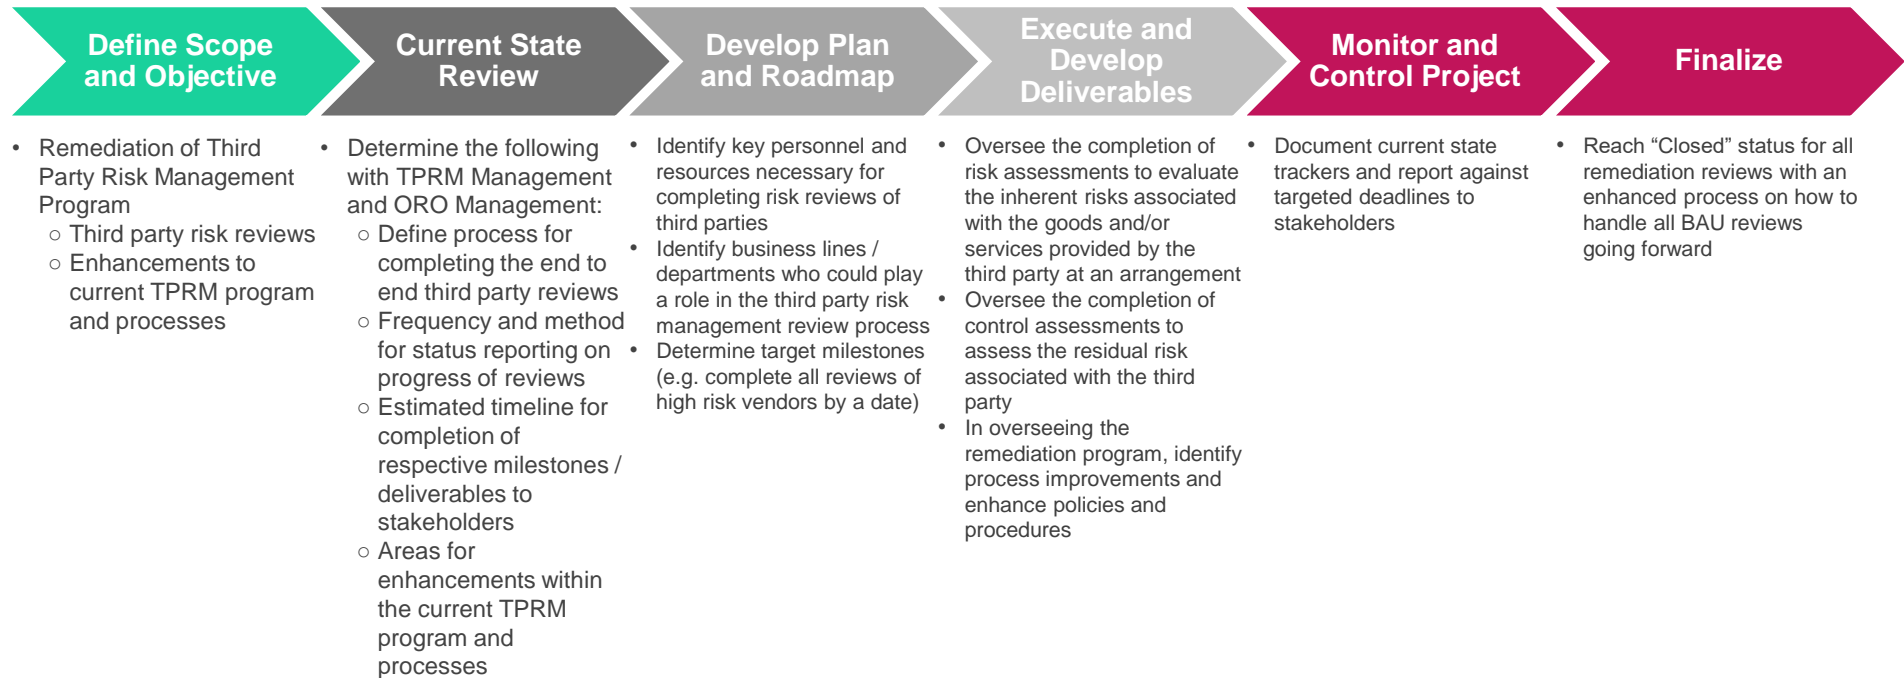 Define Scope
and Objective
Current State
Review
Develop Plan
and Roadmap
Execute and
Develop
Deliverables
Monitor and
Control Project
Finalize
• Remediation of Third
Party Risk Management
Program
○ Third party risk reviews
○ Enhancements to
current TPRM program
and processes
• Determine the following
with TPRM Management
and ORO Management:
○ Define process for
completing the end to
end third party reviews
○ Frequency and method
for status reporting on
progress of reviews
○ Estimated timeline for
completion of
respective milestones /
deliverables to
stakeholders
○ Areas for
enhancements within
the current TPRM
program and
processes
• Identify key personnel and
resources necessary for
completing risk reviews of
third parties
• Identify business lines /
departments who could play
a role in the third party risk
management review process
• Determine target milestones
(e.g. complete all reviews of
high risk vendors by a date)
• Oversee the completion of
risk assessments to evaluate
the inherent risks associated
with the goods and/or
services provided by the
third party at an arrangement
• Oversee the completion of
control assessments to
assess the residual risk
associated with the third
party
• In overseeing the
remediation program, identify
process improvements and
enhance policies and
procedures
• Document current state
trackers and report against
targeted deadlines to
stakeholders
• Reach “Closed” status for all
remediation reviews with an
enhanced process on how to
handle all BAU reviews
going forward